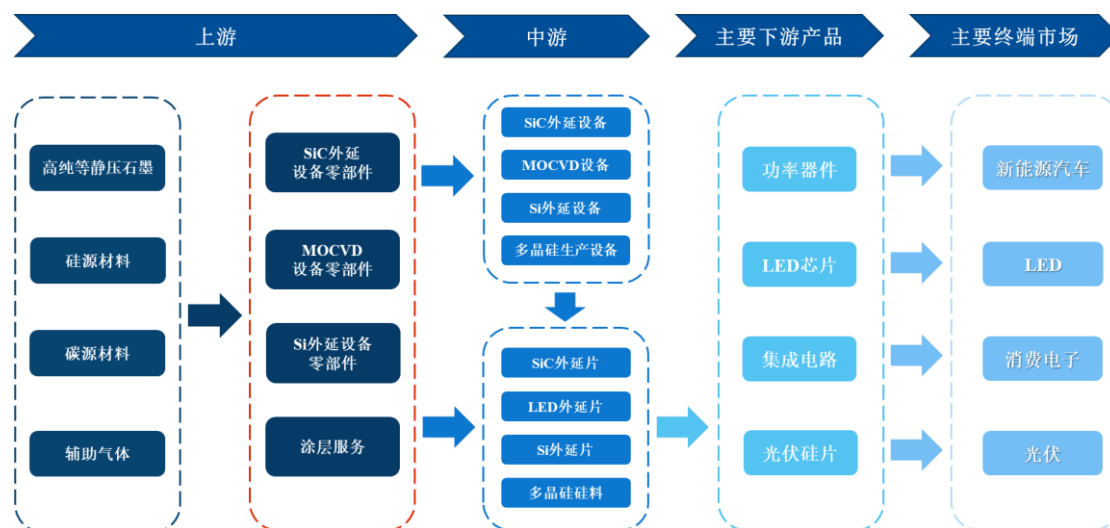 上游
中游
主要下游产品
主要终端市场
高纯等静压石墨
硅源材料
碳源材料
辅助气体
SiC外延
设备零部件
MOCVD
设备零部件
Si外延设备
零部件
涂层服务
SiC外延设备
MOCVD设备
Si外延设备
多晶硅生产设备
SiC外延片
LED外延片
Si外延片
多晶硅硅料
功率器件
LED芯片
集成电路
光伏硅片
新能源汽车
LED
消费电子
光伏